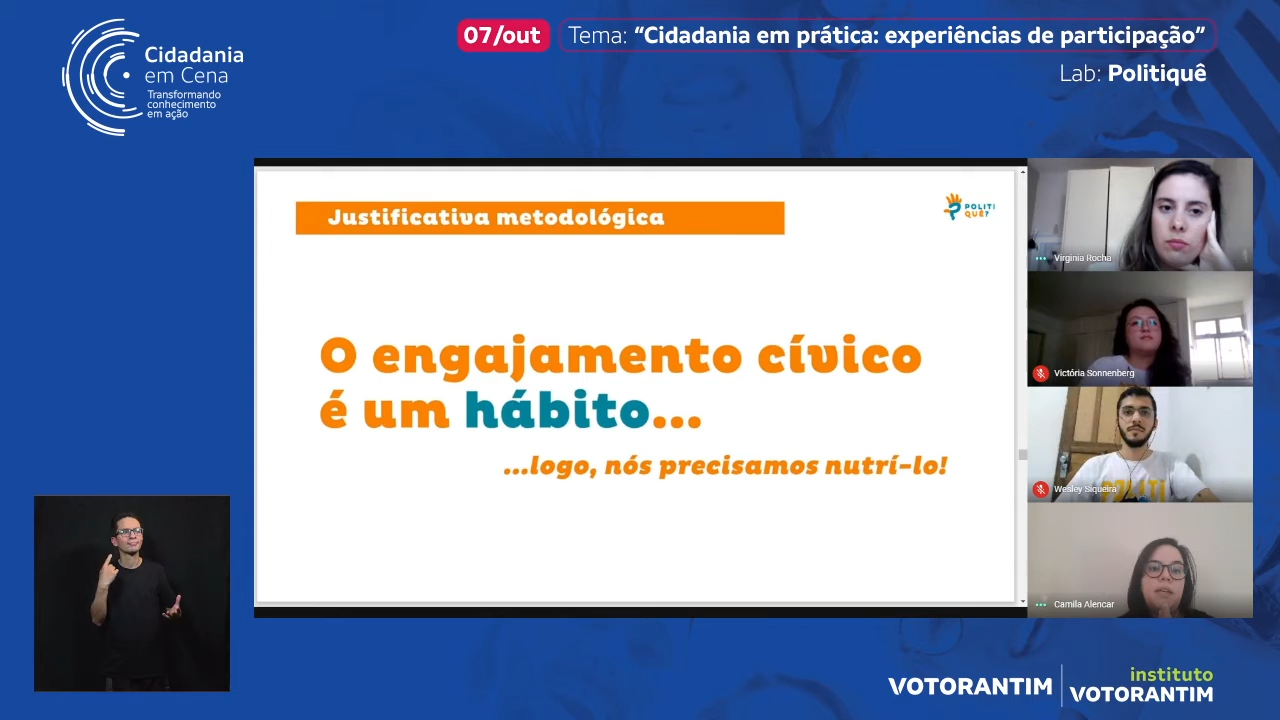 Cidadania
em Cena
Transformando
conhecimento
em ação
07/out Tema: “Cidadania em prática: experiências de participação”
Lab: Politiquê
Justificativa metodológica
POLITI
QUÊ?
O engajamento cívico
é um hábito...
...logo, nós precisamos nutrí-lo!
Virginia Rocha
Victória Sonnenberg
POLITI
Wesley Siqueira
Camila Alencar
VOTORANTIM
instituto
VOTORANTIM